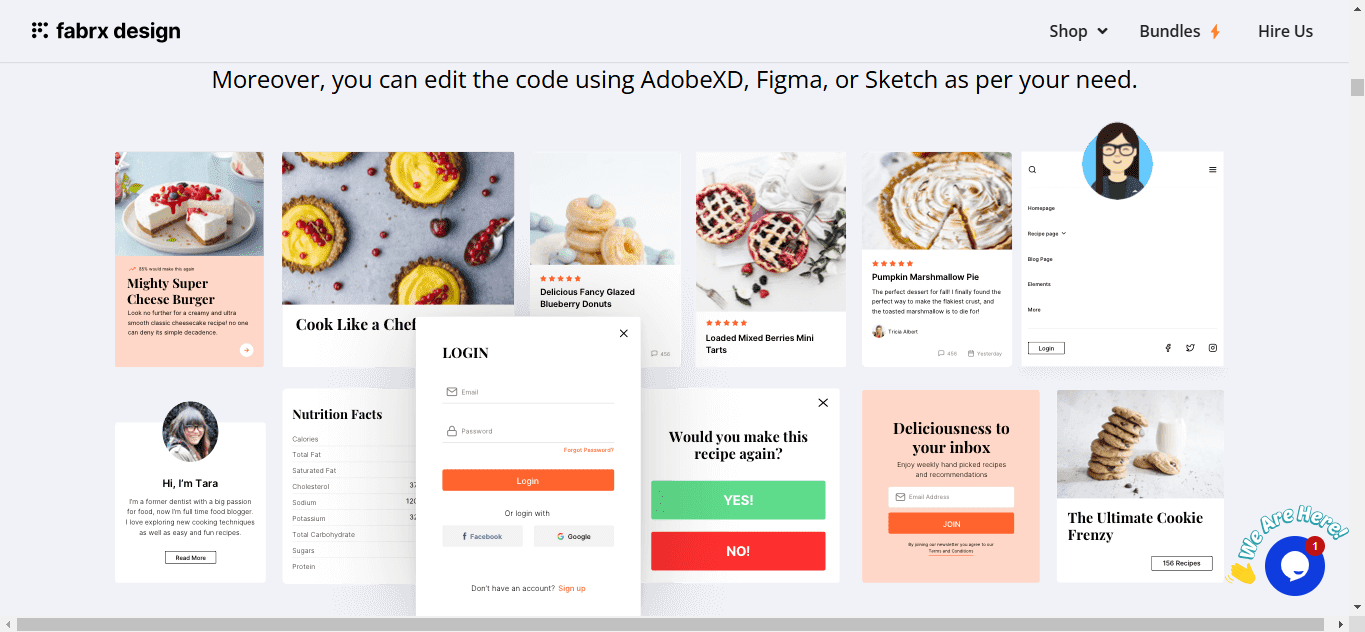 fabrx design
Shop
Bundles
Hire Us
Moreover, you can edit the code using AdobeXD, Figma, or Sketch as per your need.
85% would make this again
Mighty Super
Cheese Burger
Look no further for a creamy and ultra
smooth classic cheesecake recipe! no one
can deny its simple decadence.
Cook Like a Chef
Delicious Fancy Glazed
Blueberry Donuts
456
Loaded Mixed Berries Mini
Tarts
Pumpkin Marshmallow Pie
The perfect dessert for fall! I finally found the
perfect way to make the flakiest crust, and
the toasted marshmallow is to die for!
Tricia Albert
456
Yesterday
Homepage
Recipe page
Blog Page
Elements
More
Login
Hi, I'm Tara
I'm a former dentist with a big passion
for food, now I'm full time food blogger.
I love exploring new cooking techniques
as well as easy and fun recipes.
Read More
Nutrition Facts
Calories
Total Fat
Saturated Fat
Cholesterol
37
Sodium
120
Potassium
32
Total Carbohydrate
Sugars
Protein
LOGIN
Email
Password
Forgot Password?
Login
Or login with
Facebook
Google
Don't have an account? Sign up
Would you make this
recipe again?
YES!
NO!
Deliciousness to
your inbox
Enjoy weekly hand picked recipes
and recommendations
Email Address
JOIN
By joining our newsletter you agree to our
Terms and Conditions
The Ultimate Cookie
Frenzy
156 Recipes
We Are Here!
1